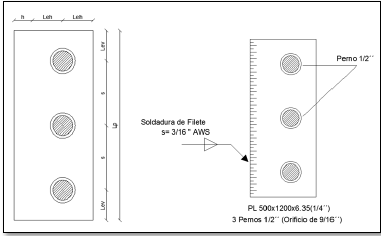 h Leh Leh
Lev
s
Lp
s
Lev
Perno 1/2´´
Soldadura de Filete
s= 3/16 " AWS
PL 500x1200x6.35(1/4´´)
3 Pernos 1/2´´ (Orificio de 9/16´´)